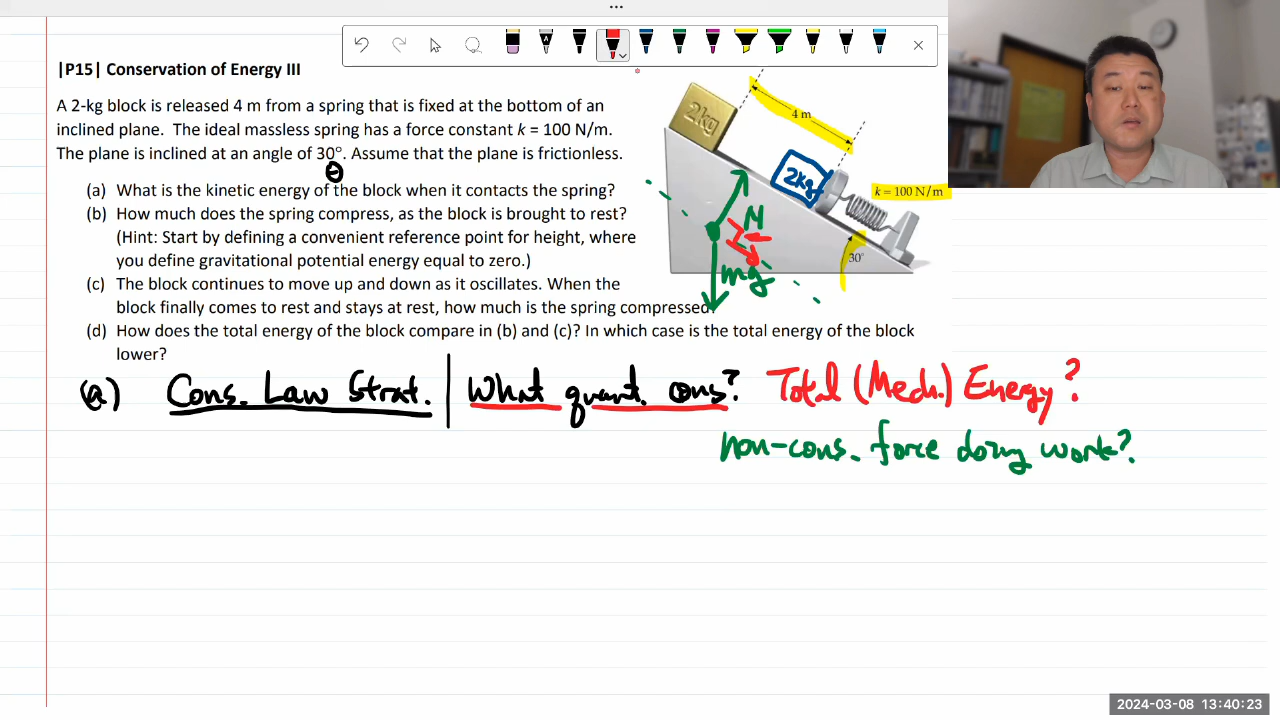 |P15| Conservation of Energy III
A 2-kg block is released 4 m from a spring that is fixed at the bottom of an
inclined plane. The ideal massless spring has a force constant k = 100 N/m.
The plane is inclined at an angle of 30°. Assume that the plane is frictionless.
θ
(a) What is the kinetic energy of the block when it contacts the spring?
(b) How much does the spring compress, as the block is brought to rest?
(Hint: Start by defining a convenient reference point for height, where
you define gravitational potential energy equal to zero.)
(c) The block continues to move up and down as it oscillates. When the
block finally comes to rest and stays at rest, how much is the spring compressed?
(d) How does the total energy of the block compare in (b) and (c)? In which case is the total energy of the block
lower?
2kg
4 m
2kg
k = 100 N/m
30°
N
mg
(a) Cons. Law Strat. | What quant. cons? Total (Mech.) Energy?
non-cons. force doing work?
2024-03-08 13:40:23